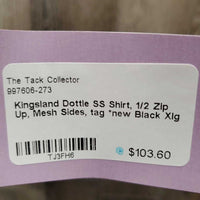 The Tack Collector
997606-273
Kingsland Dottle SS Shirt, 1/2 Zip
Up, Mesh Sides, tag *new Black Xlg
TJ3FH6
$103.60